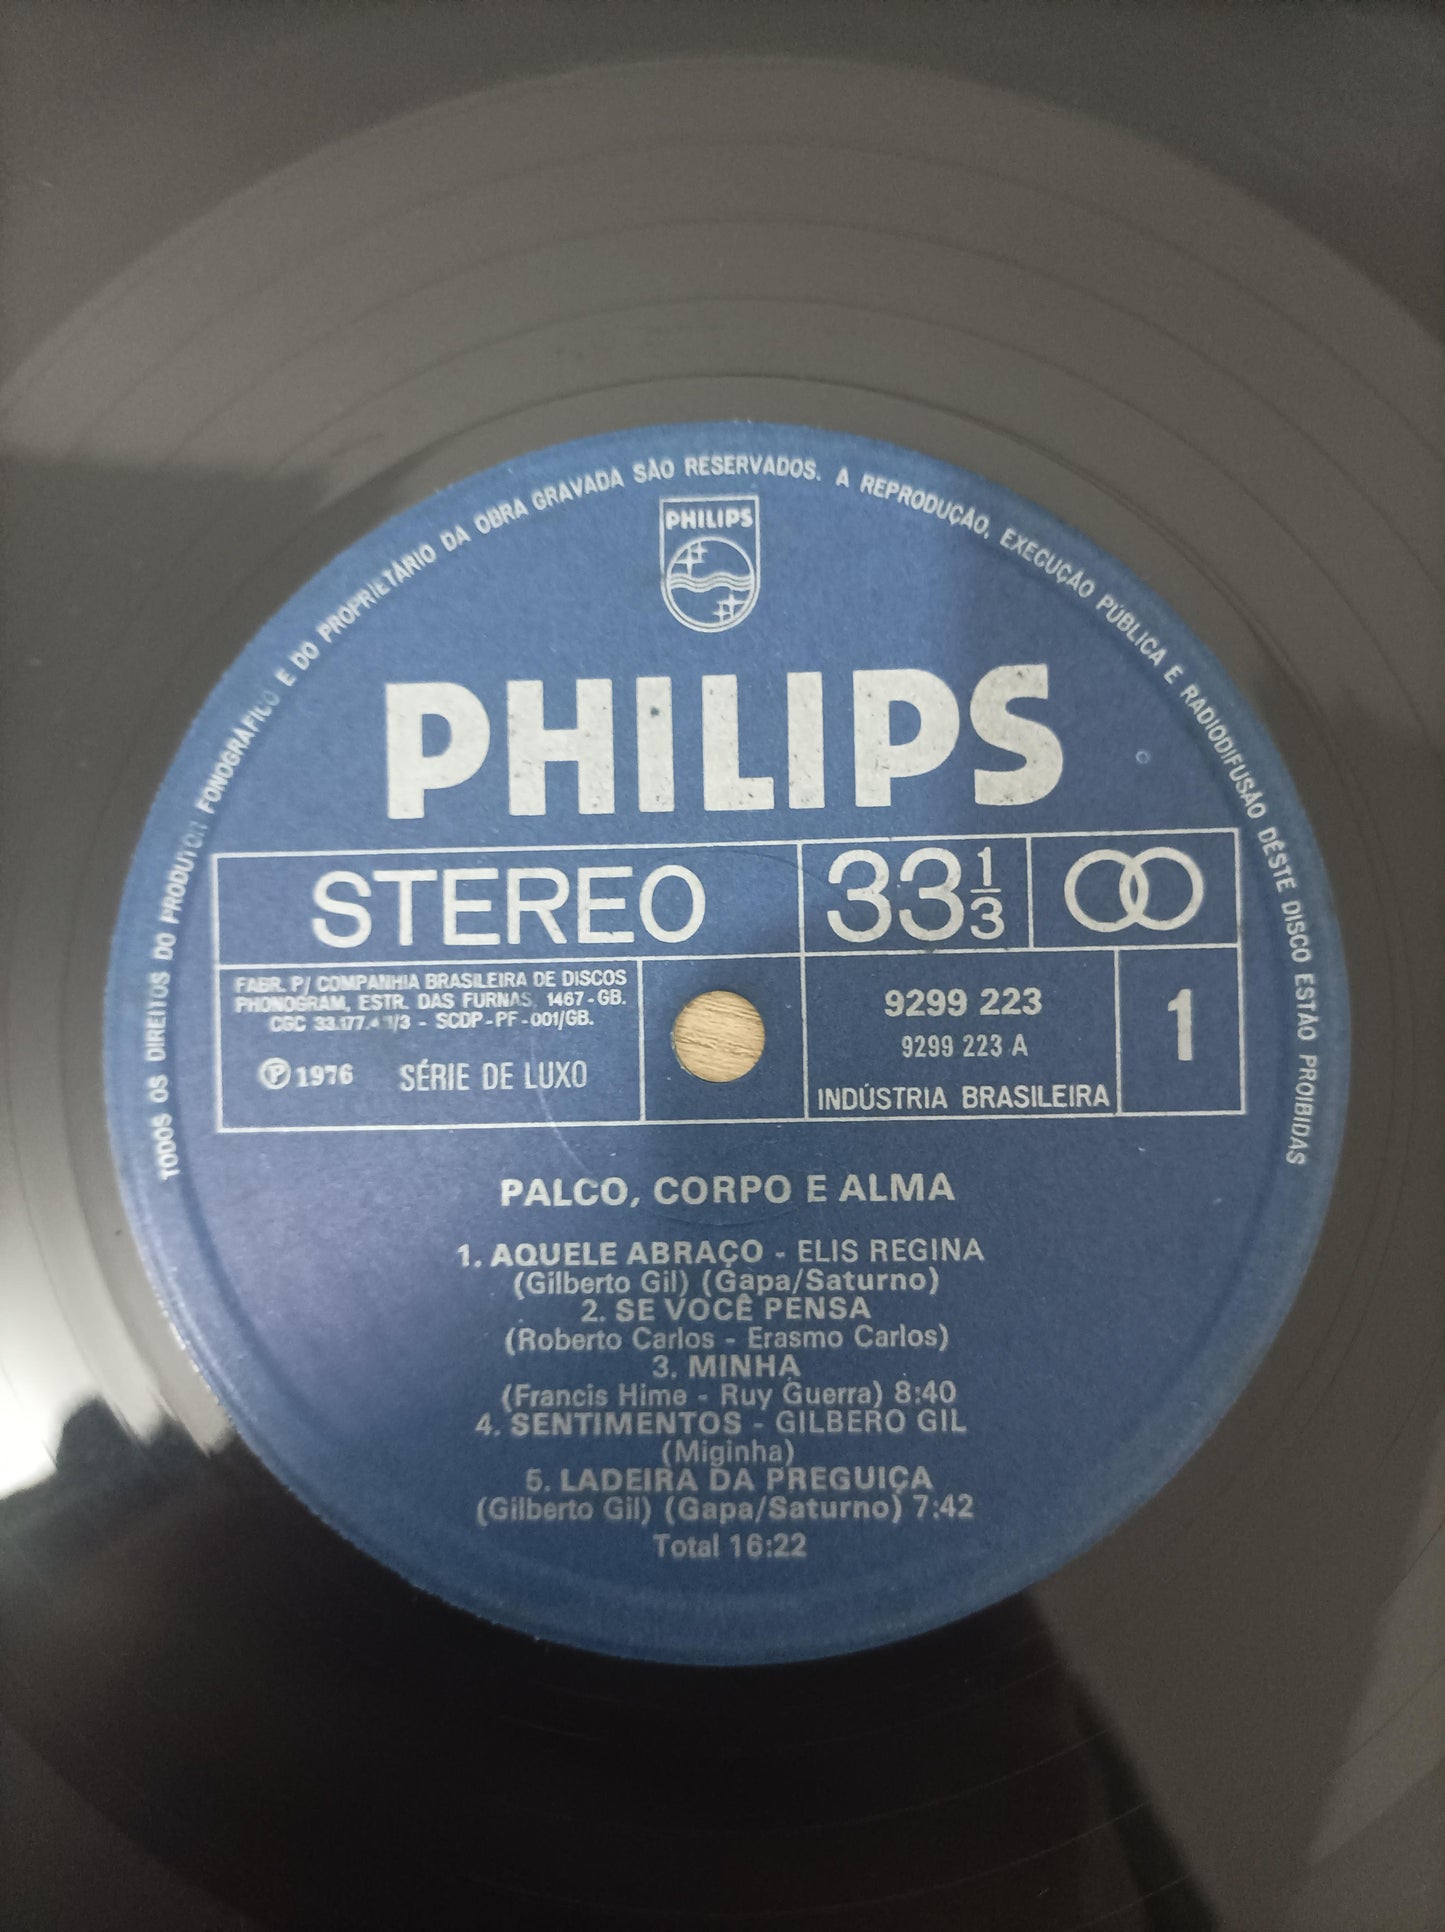 TODOS OS DIREITOS DO PRODUTOR FONOGRÁFICO E DO PROPRIETÁRIO DA OBRA GRAVADA SÃO RESERVADOS. A REPRODUÇÃO, EXECUÇÃO PÚBLICA E RADIODIFUSÃO DÊSTE DISCO ESTÃO PROIBIDAS
PHILIPS
PHILIPS
STEREO
33 1/3
FABR. P/ COMPANHIA BRASILEIRA DE DISCOS
PHONOGRAM, ESTR. DAS FURNAS, 1467-GB.
CGC - SCDP-PF-001/GB.
℗ 1976 SÉRIE DE LUXO
9299 223
9299 223 A
INDÚSTRIA BRASILEIRA
1
PALCO, CORPO E ALMA
1. AQUELE ABRAÇO - ELIS REGINA
(Gilberto Gil) (Gapa/Saturno)
2. SE VOCÊ PENSA
(Roberto Carlos - Erasmo Carlos)
3. MINHA
(Francis Hime - Ruy Guerra) 8:40
4. SENTIMENTOS - GILBERO GIL
(Miginha)
5. LADEIRA DA PREGUIÇA
(Gilberto Gil) (Gapa/Saturno) 7:42
Total 16:22